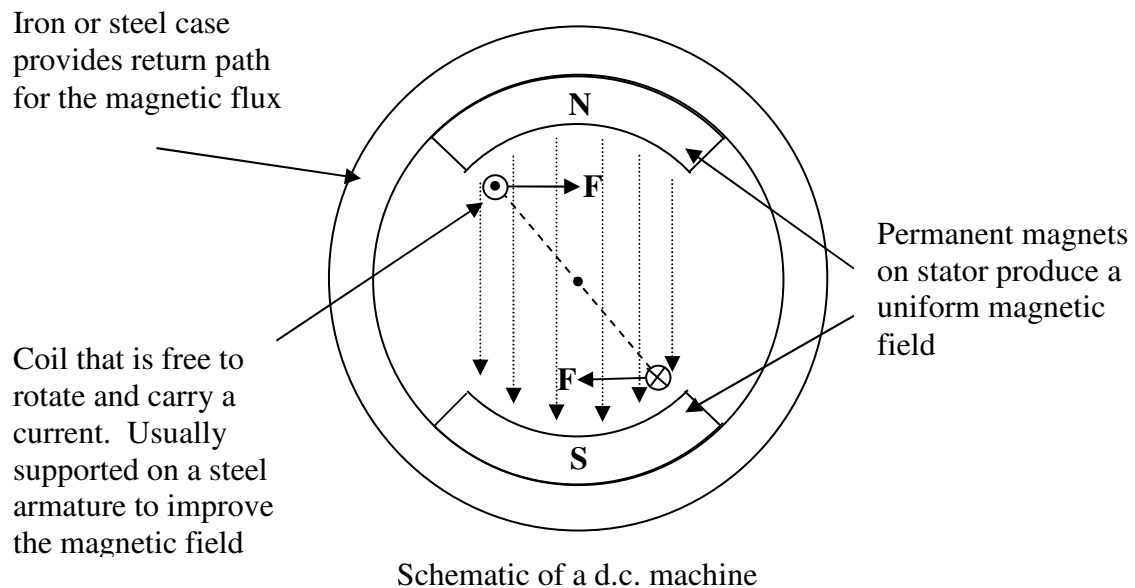 Iron or steel case
provides return path
for the magnetic flux
N
F
Permanent magnets
on stator produce a
uniform magnetic
field
Coil that is free to
rotate and carry a
current. Usually
supported on a steel
armature to improve
the magnetic field
F
S
Schematic of a d.c. machine